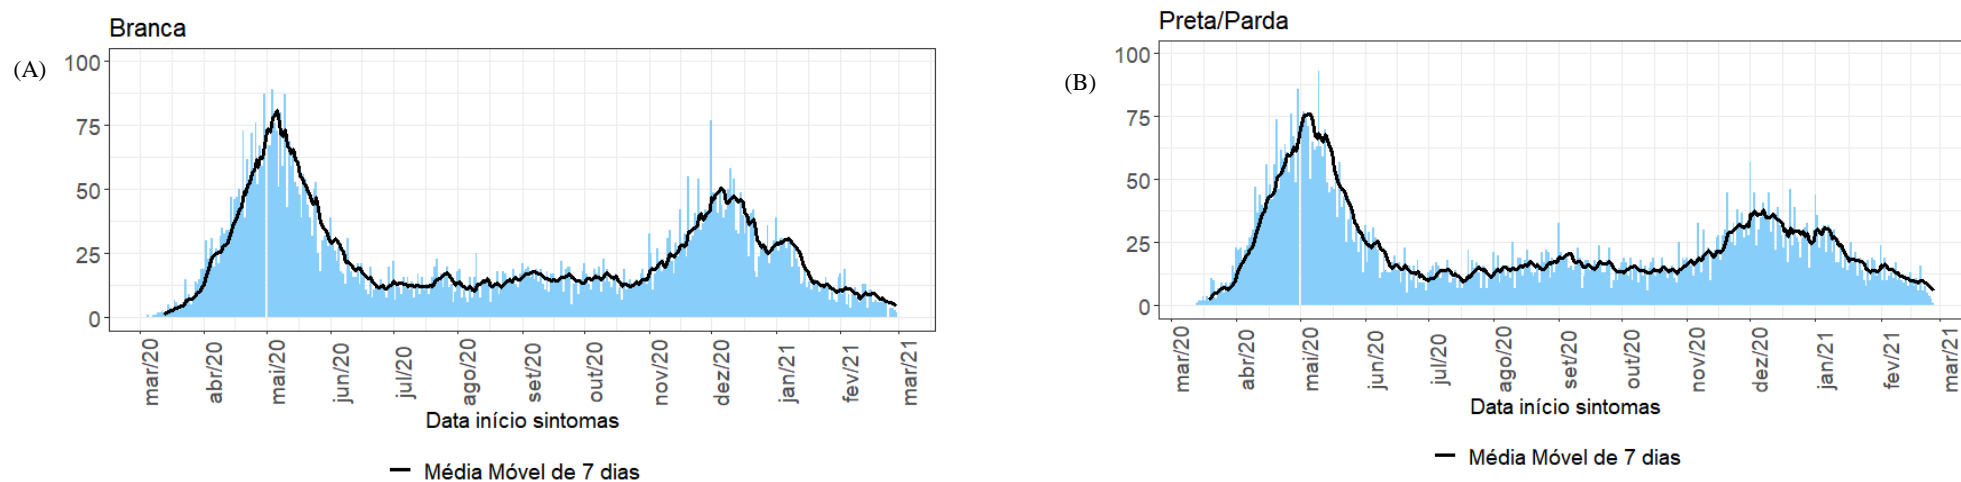 Branca
(A)
100
75
50
25
0
mar/20
abr/20
mai/20
jun/20
jul/20
ago/20
set/20
out/20
nov/20
dez/20
jan/21
fev/21
mar/21
Data início sintomas
Média Móvel de 7 dias
Preta/Parda
(B)
100
75
50
25
0
mar/20
abr/20
mai/20
jun/20
jul/20
ago/20
set/20
out/20
nov/20
dez/20
jan/21
fev/21
mar/21
Data início sintomas
Média Móvel de 7 dias